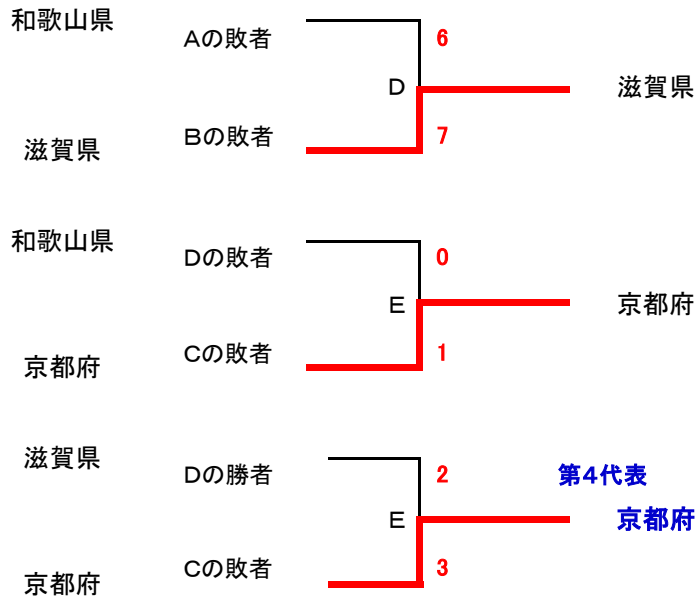 和歌山県 Aの敗者 6
D 滋賀県
滋賀県 Bの敗者 7
和歌山県 Dの敗者 0
E 京都府
京都府 Cの敗者 1
滋賀県 Dの勝者 2 第4代表
E 京都府
京都府 Cの敗者 3